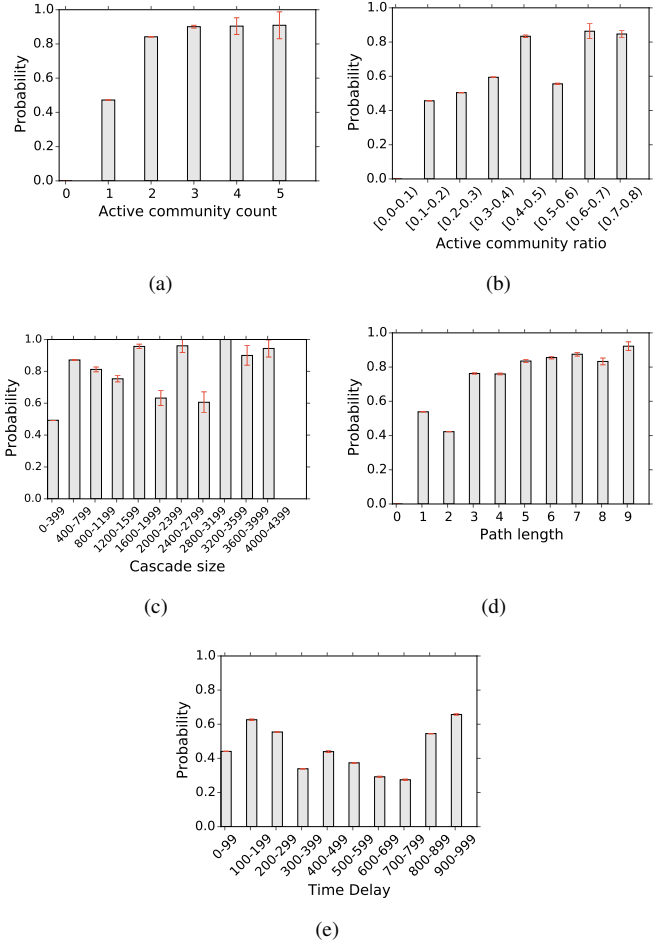 1.0
0.8
0.6
0.4
0.2
0.0
Probability
0 1 2 3 4 5
Active community count
(a)
1.0
0.8
0.6
0.4
0.2
0.0
Probability
[0.0-0.1) [0.1-0.2) [0.2-0.3) [0.3-0.4) [0.4-0.5) [0.5-0.6) [0.6-0.7) [0.7-0.8)
Active community ratio
(b)
1.0
0.8
0.6
0.4
0.2
0.0
Probability
0-399 400-799 800-1199 1200-1599 1600-1999 2000-2399 2400-2799 2800-3199 3200-3599 3600-3999 4000-4399
Cascade size
(c)
1.0
0.8
0.6
0.4
0.2
0.0
Probability
0 1 2 3 4 5 6 7 8 9
Path length
(d)
1.0
0.8
0.6
0.4
0.2
0.0
Probability
0-99 100-199 200-299 300-399 400-499 500-599 600-699 700-799 800-899 900-999
Time Delay
(e)